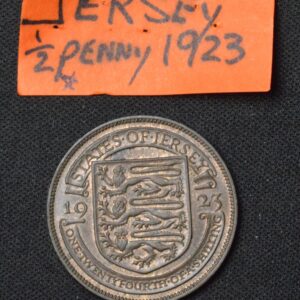 JERSEY
½ PENNY 1923
STATES·OF·JERSEY
19 23
ONE·TWENTY·FOURTH·OF·A·SHILLING